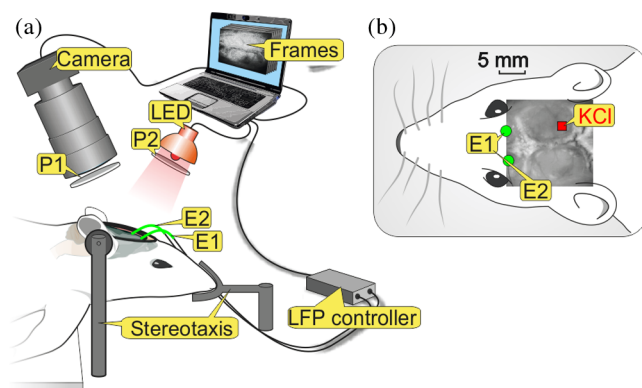 (a)
Camera
Frames
LED
P1
P2
E2
E1
Stereotaxis
LFP controller
(b)
5 mm
KCl
E1
E2